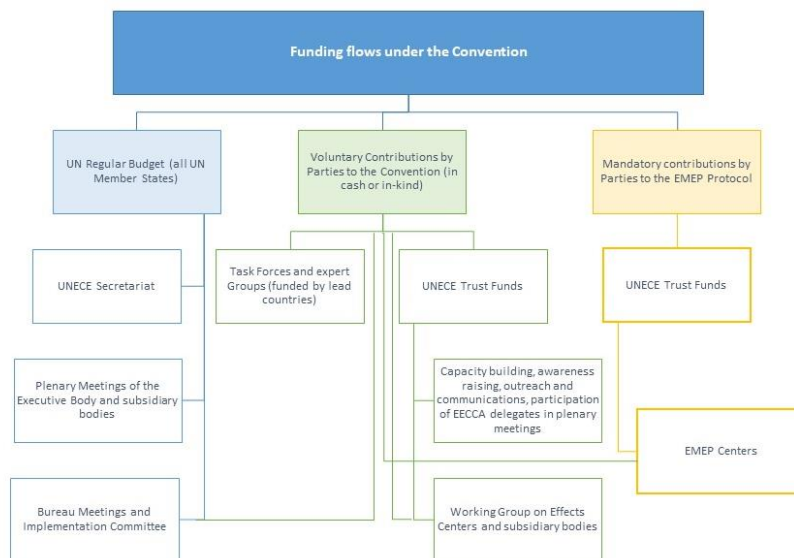 Funding flows under the Convention
UN Regular Budget (all UN
Member States)
Voluntary Contributions by
Parties to the Convention (in
cash or in-kind)
Mandatory contributions by
Parties to the EMEP Protocol
UNECE Secretariat
Task Forces and expert
Groups (funded by lead
countries)
UNECE Trust Funds
UNECE Trust Funds
Plenary Meetings of the
Executive Body and subsidiary
bodies
Capacity building, awareness
raising, outreach and
communications, participation
of EECCA delegates in plenary
meetings
EMEP Centers
Bureau Meetings and
Implementation Committee
Working Group on Effects
Centers and subsidiary bodies